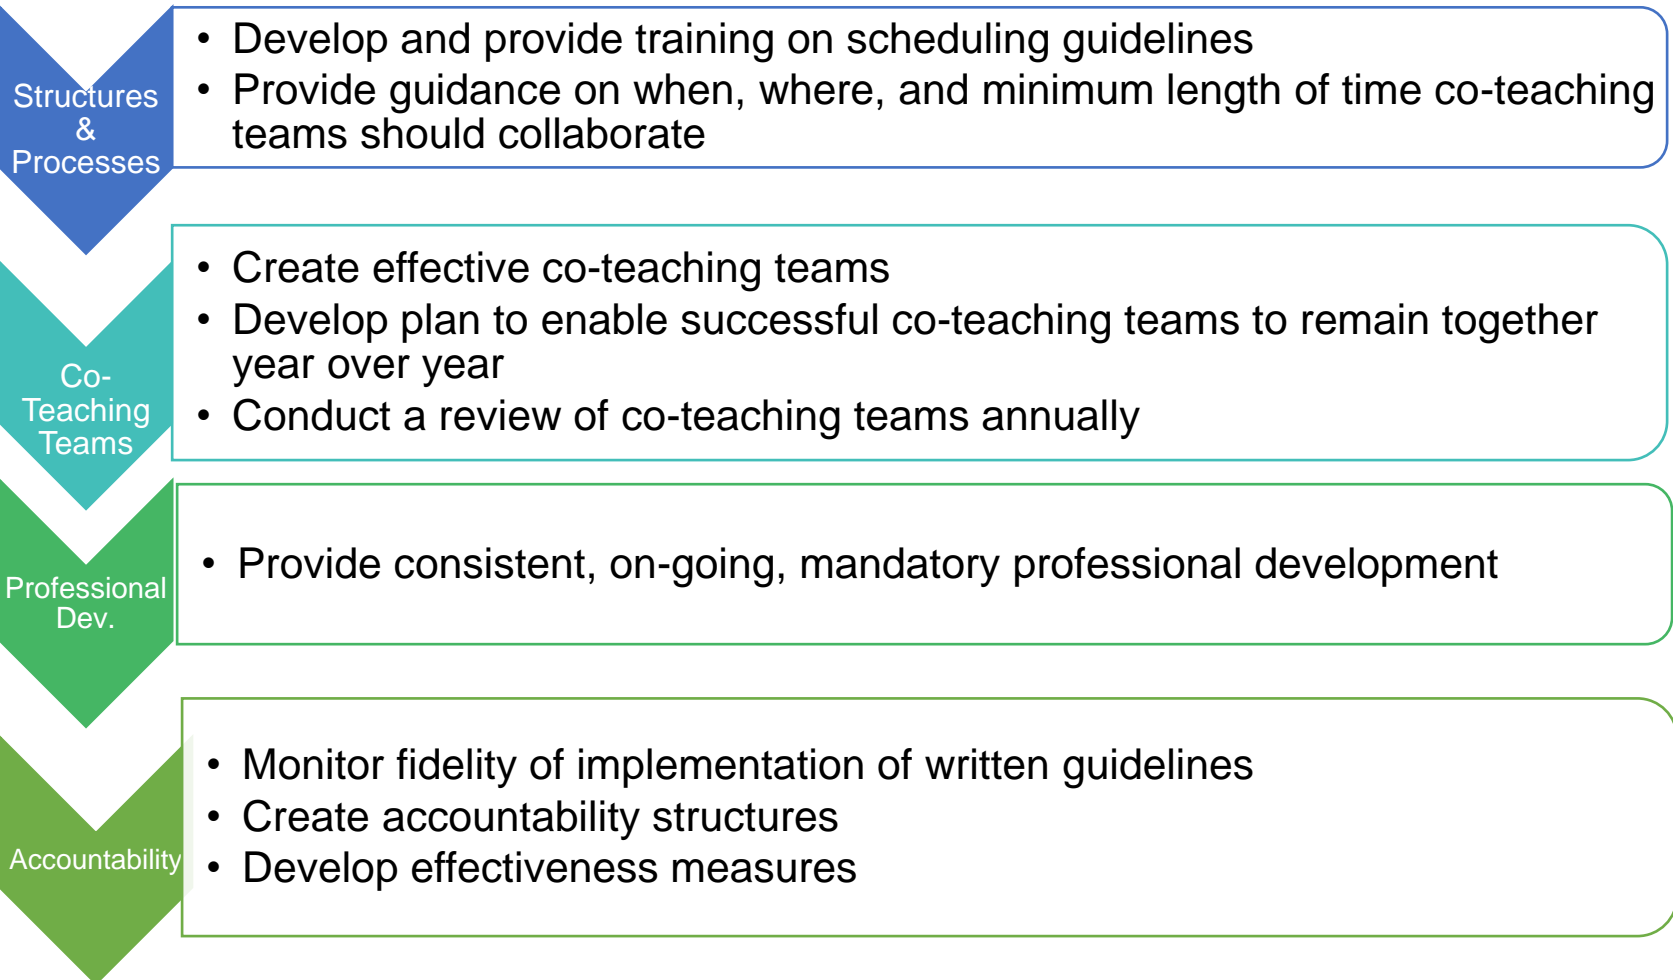 Structures
&
Processes
• Develop and provide training on scheduling guidelines
• Provide guidance on when, where, and minimum length of time co-teaching
teams should collaborate
Co-
Teaching
Teams
• Create effective co-teaching teams
• Develop plan to enable successful co-teaching teams to remain together
year over year
• Conduct a review of co-teaching teams annually
Professional
Dev.
• Provide consistent, on-going, mandatory professional development
Accountability
• Monitor fidelity of implementation of written guidelines
• Create accountability structures
• Develop effectiveness measures